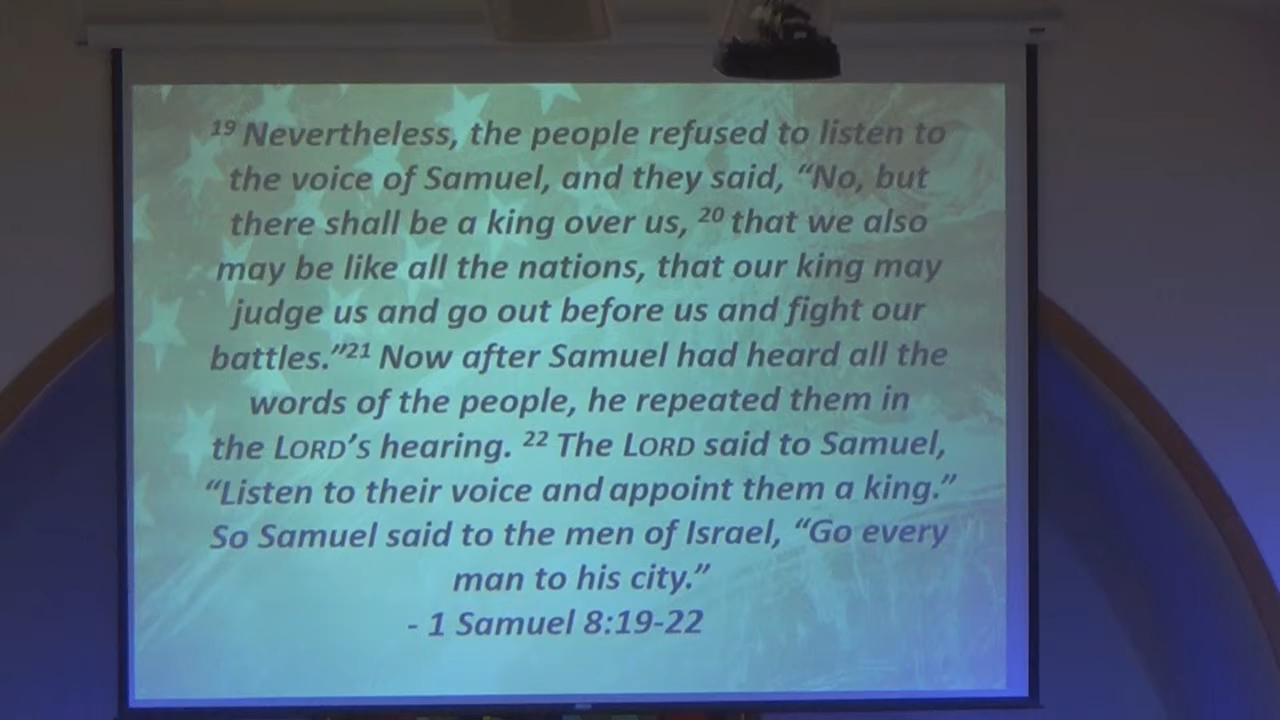 19 Nevertheless, the people refused to listen to
the voice of Samuel, and they said, “No, but
there shall be a king over us, 20 that we also
may be like all the nations, that our king may
judge us and go out before us and fight our
battles.”21 Now after Samuel had heard all the
words of the people, he repeated them in
the LORD’S hearing. 22 The LORD said to Samuel,
“Listen to their voice and appoint them a king.”
So Samuel said to the men of Israel, “Go every
man to his city.”
- 1 Samuel 8:19-22